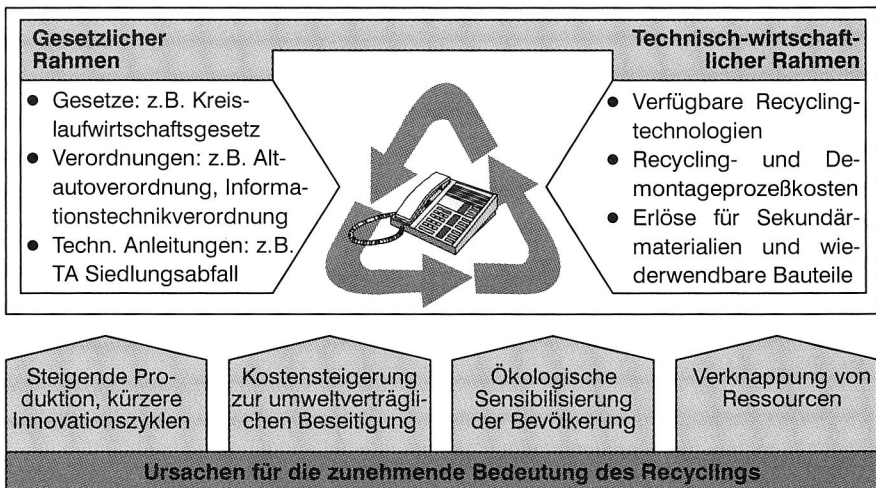 Gesetzlicher
Rahmen
● Gesetze: z.B. Kreis-
laufwirtschaftsgesetz
● Verordnungen: z.B. Alt-
autoverordnung, Informa-
tionstechnikverordnung
● Techn. Anleitungen: z.B.
TA Siedlungsabfall
Technisch-wirtschaft-
licher Rahmen
● Verfügbare Recycling-
technologien
● Recycling- und De-
montageprozeßkosten
● Erlöse für Sekundär-
materialien und wie-
derwendbare Bauteile
Steigende Pro-
duktion, kürzere
Innovationszyklen
Kostensteigerung
zur umweltverträgli-
chen Beseitigung
Ökologische
Sensibilisierung
der Bevölkerung
Verknappung von
Ressourcen
Ursachen für die zunehmende Bedeutung des Recyclings